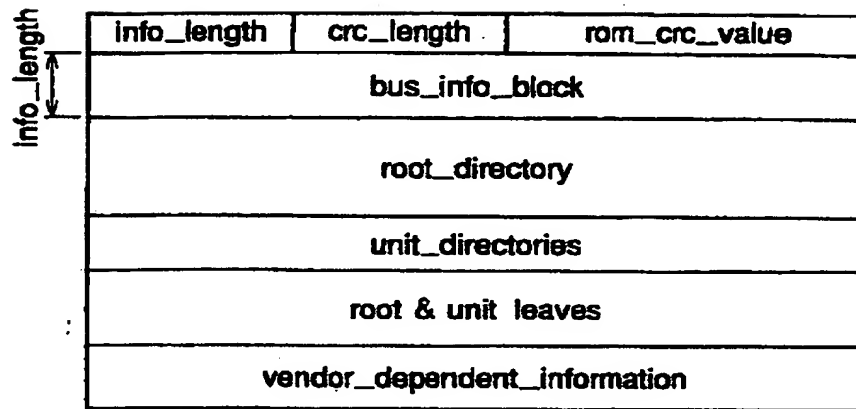 info_length crc_length rom_crc_value
info_length
bus_info_block
root_directory
unit_directories
root & unit leaves
vendor_dependent_information